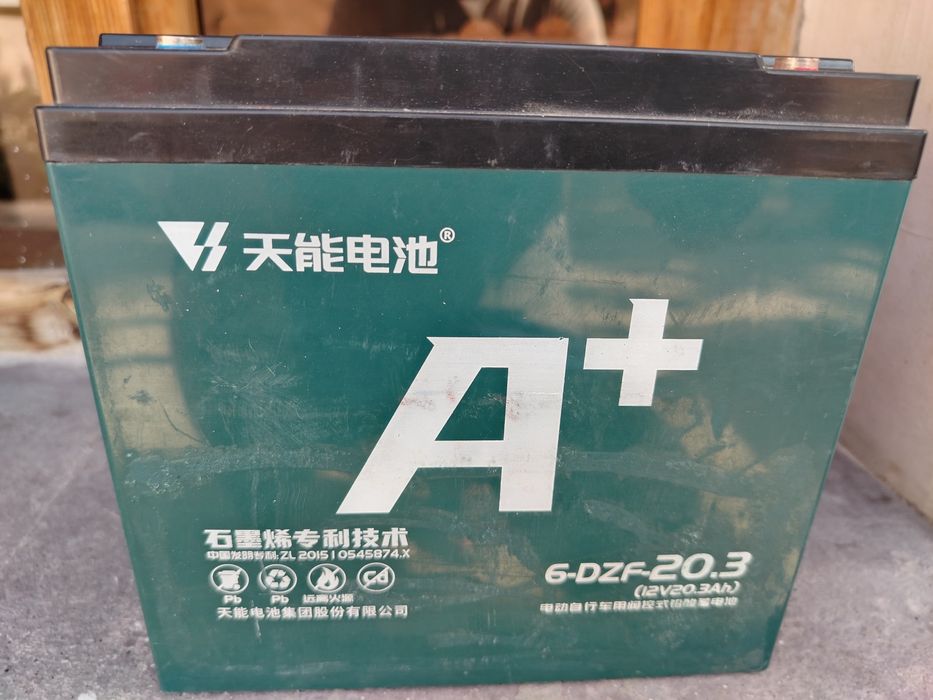 天能电池®
A+
石墨烯专利技术
中国发明专利: ZL 2015 1 0545874.X
Pb Pb 远离火源 Cd
天能电池集团股份有限公司
6-DZF-20.3
(12V20.3Ah)
电动自行车用阀控式铅酸蓄电池